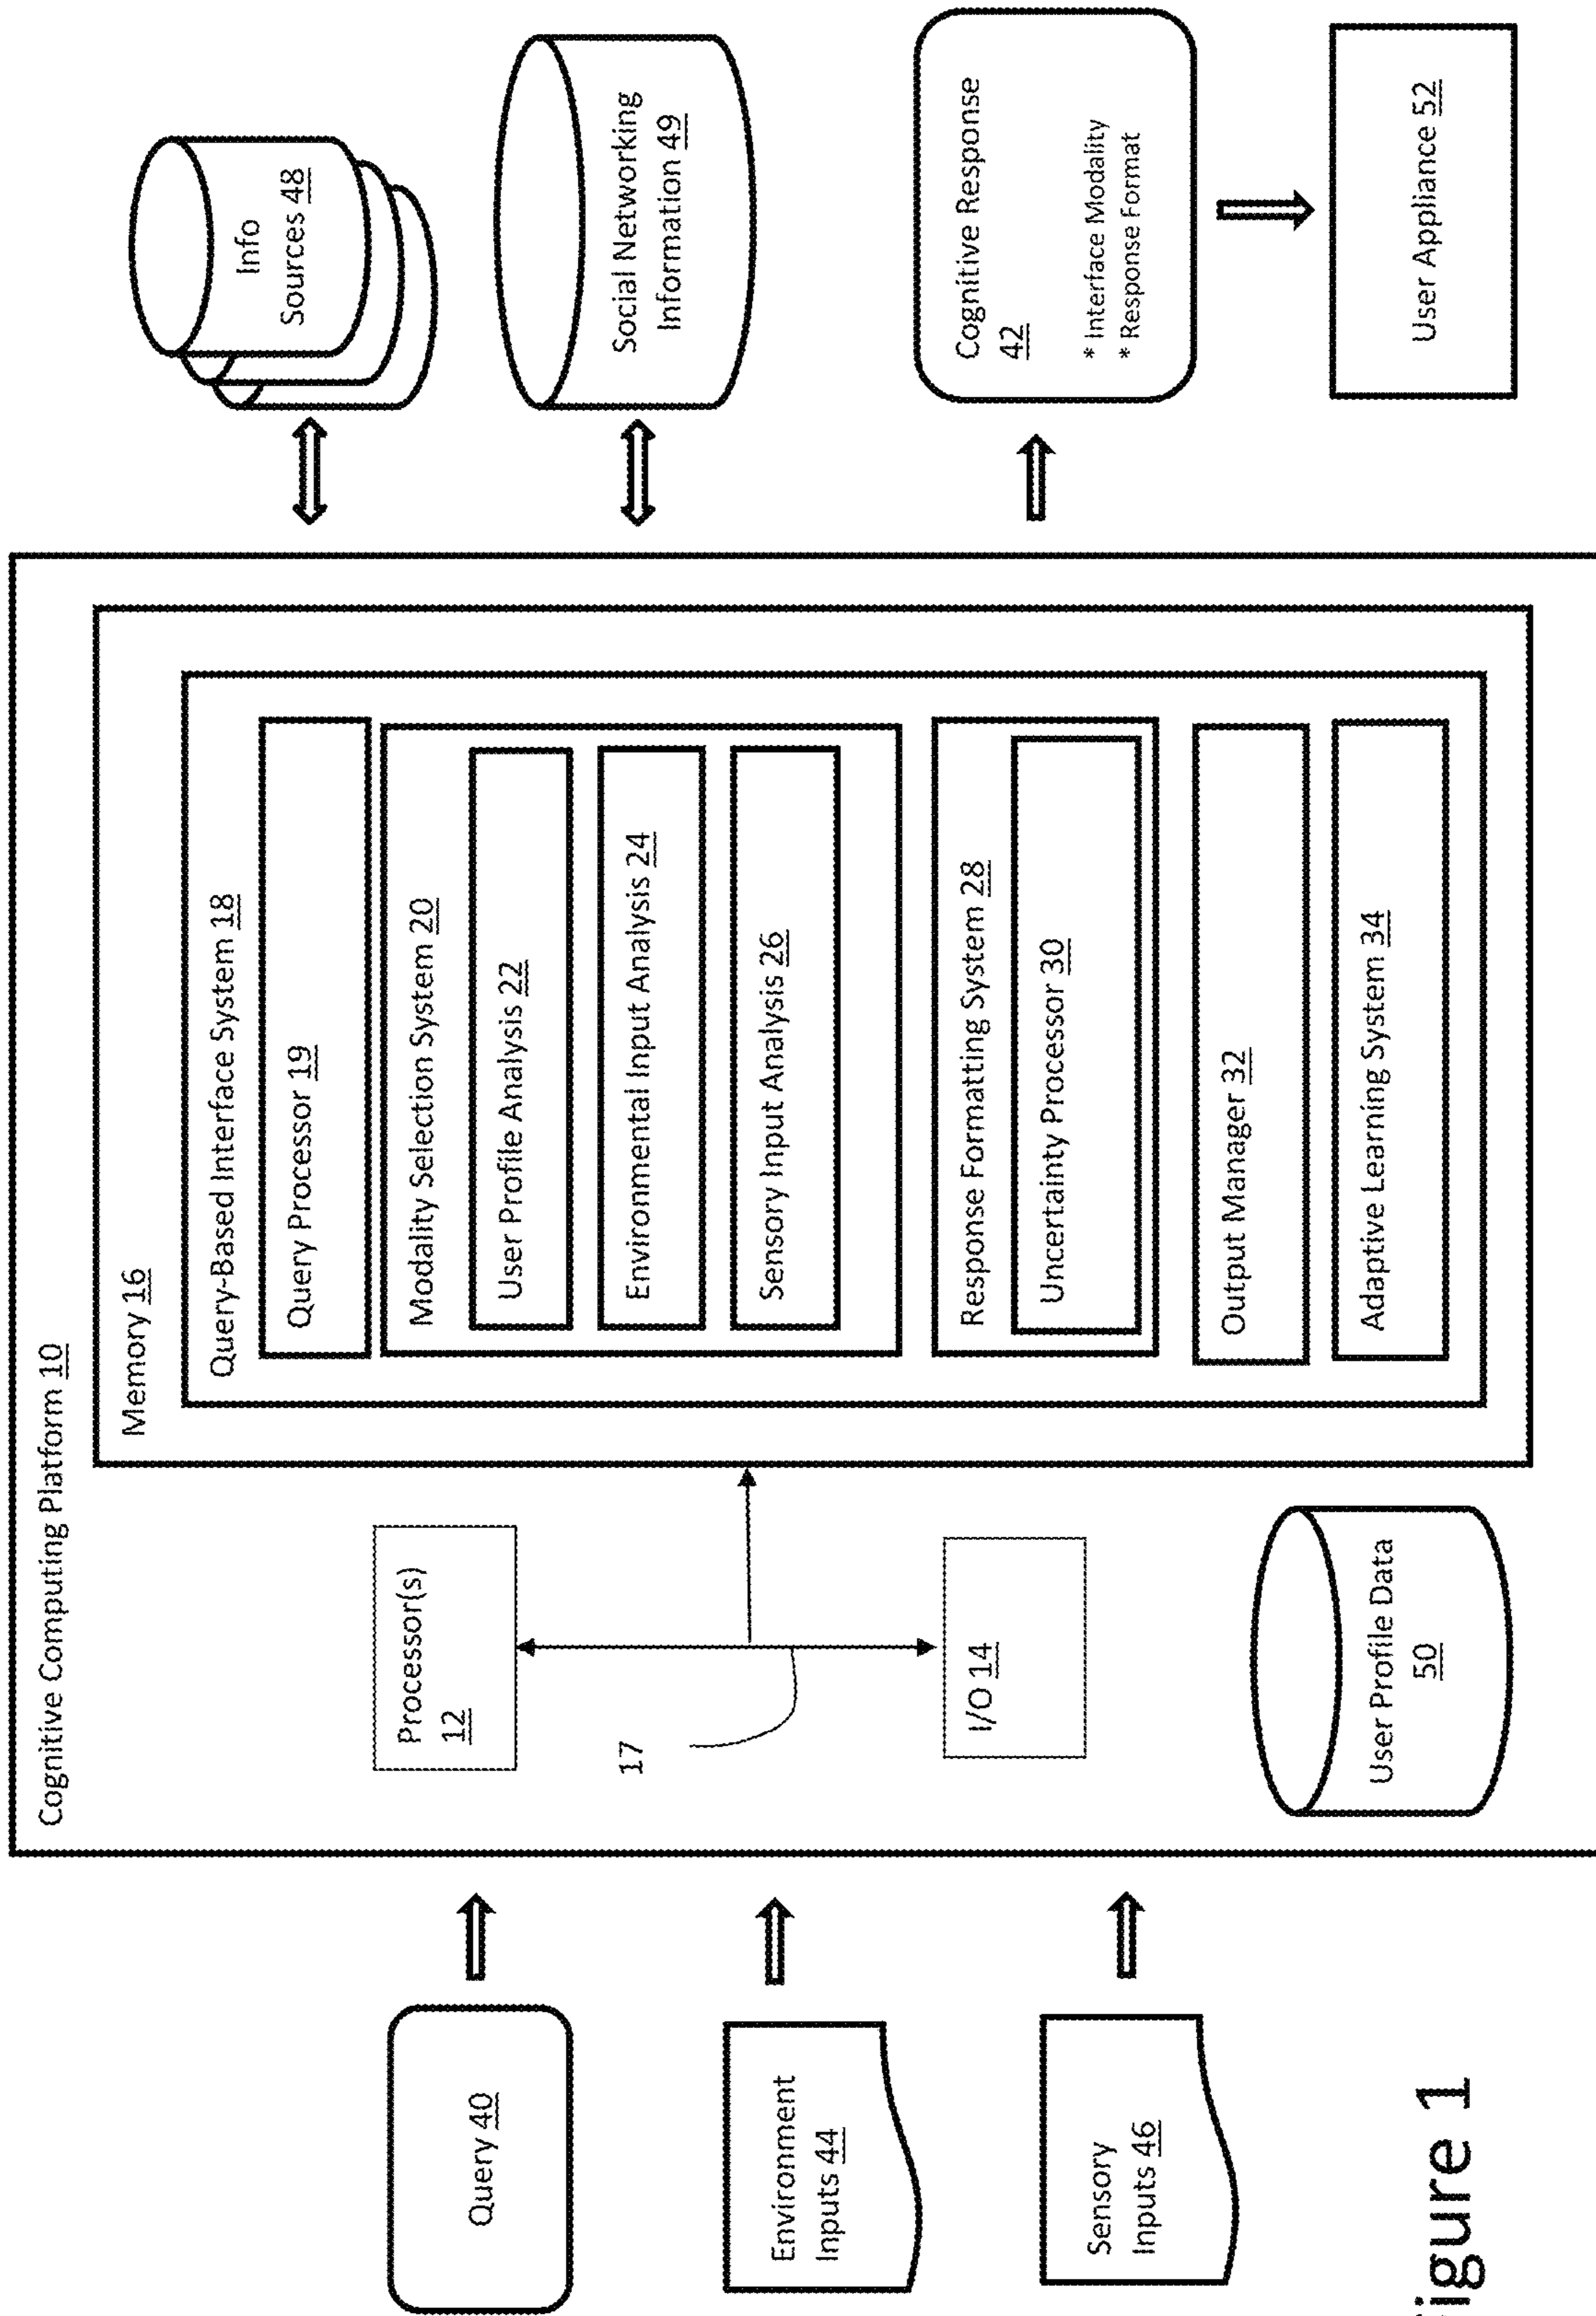 Cognitive Computing Platform 10
Memory 16
Query-Based Interface System 18
Query Processor 19
Modality Selection System 20
User Profile Analysis 22
Environmental Input Analysis 24
Sensory Input Analysis 26
Response Formatting System 28
Uncertainty Processor 30
Output Manager 32
Adaptive Learning System 34
Processor(s)
12
17
I/O 14
User Profile Data
50
Query 40
Environment
Inputs 44
Sensory
Inputs 46
Info
Sources 48
Social Networking
Information 49
Cognitive Response
42
* Interface Modality
* Response Format
User Appliance 52
igure 1